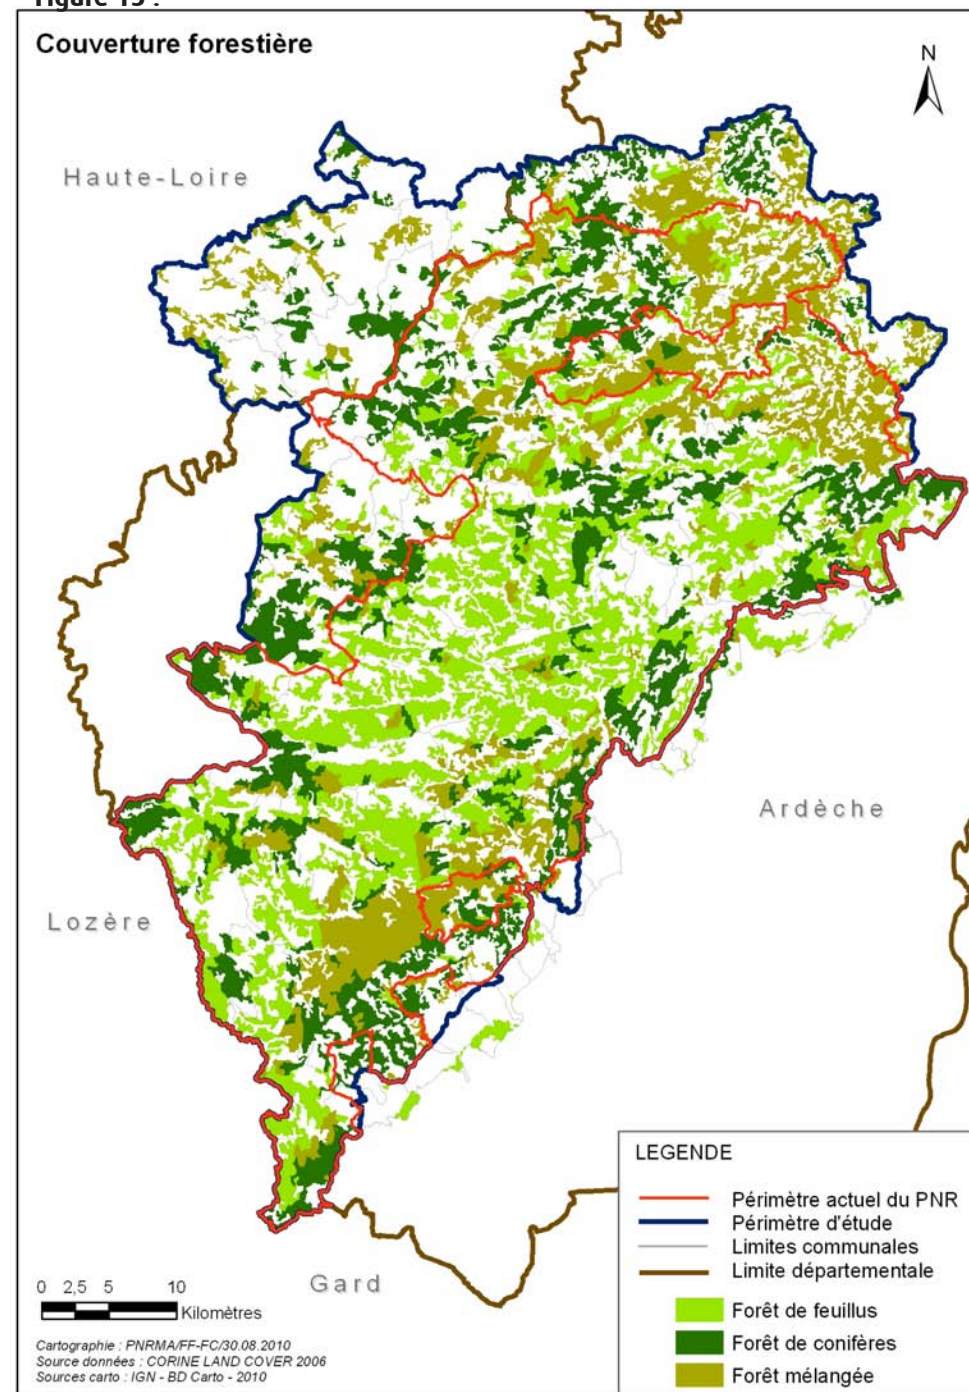 Figure 15 :
Couverture forestière
N
Haute-Loire
Ardèche
Lozère
Gard
LEGENDE
Périmètre actuel du PNR
Périmètre d'étude
Limites communales
Limite départementale
Forêt de feuillus
Forêt de conifères
Forêt mélangée
0 2,5 5 10
Kilomètres
Cartographie : PNRMA/FF-FC/30.08.2010
Source données : CORINE LAND COVER 2006
Sources carto : IGN - BD Carto - 2010